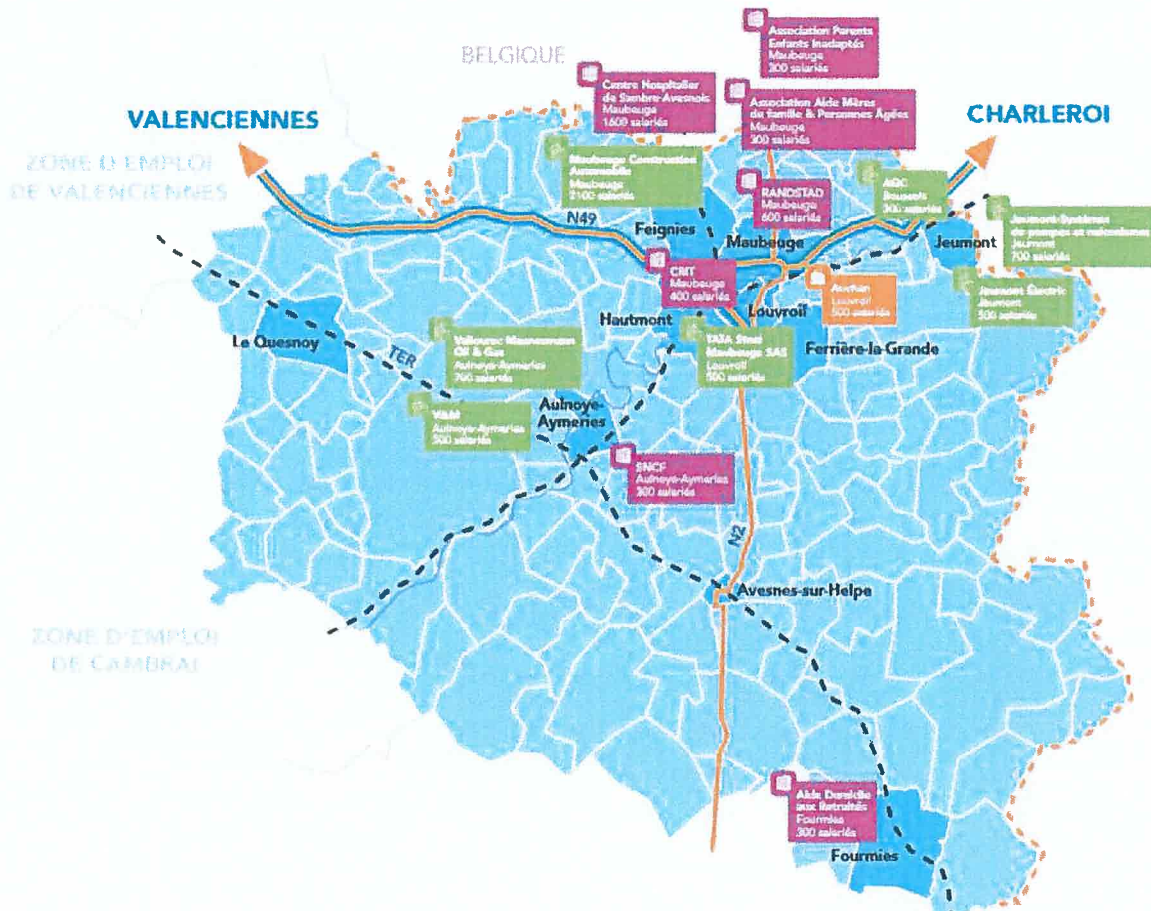 BELGIQUE
VALENCIENNES
CHARLEROI
ZONE D'EMPLOI
DE VALENCIENNES
Association Parents
Enfants Inadaptés
Maubeuge
300 salariés
Centre Hospitalier
de Sambre-Avesnois
Maubeuge
1600 salariés
Association Aide Mères
de famille & Personnes Âgées
Maubeuge
300 salariés
Maubeuge Construction
Automobile
Maubeuge
2100 salariés
RANDSTAD
Maubeuge
600 salariés
AGC
Boussois
300 salariés
Jeumont-Systèmes
de pompes et mécanismes
Jeumont
700 salariés
N49
Feignies
Maubeuge
Jeumont
CRIT
Maubeuge
400 salariés
Auchan
Louvroil
500 salariés
Jeumont Electric
Jeumont
500 salariés
Louvroil
Hautmont
Ferrière-la-Grande
TATA Steel
Maubeuge SAS
Louvroil
500 salariés
Le Quesnoy
TER
Vallourec Mannesmann
Oil & Gas
Aulnoye-Aymeries
700 salariés
V&M
Aulnoye-Aymeries
500 salariés
Aulnoye-
Aymeries
SNCF
Aulnoye-Aymeries
300 salariés
N2
Avesnes-sur-Helpe
ZONE D'EMPLOI
DE CAMBRAI
Aide Domicile
aux Retraités
Fourmies
300 salariés
Fourmies